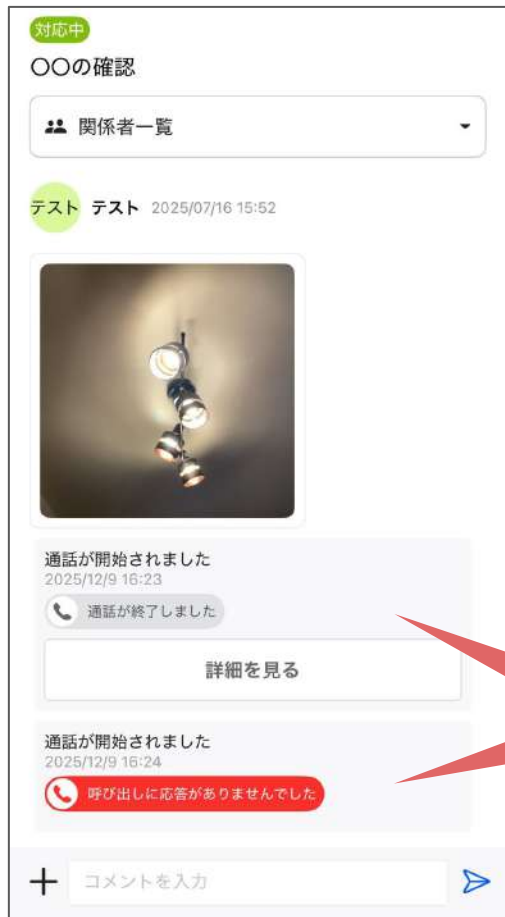 対応中
〇〇の確認
関係者一覧
テスト テスト 2025/07/16 15:52
通話が開始されました
2025/12/9 16:23
通話が終了しました
詳細を見る
通話が開始されました
2025/12/9 16:24
呼び出しに応答がありませんでした
コメントを入力